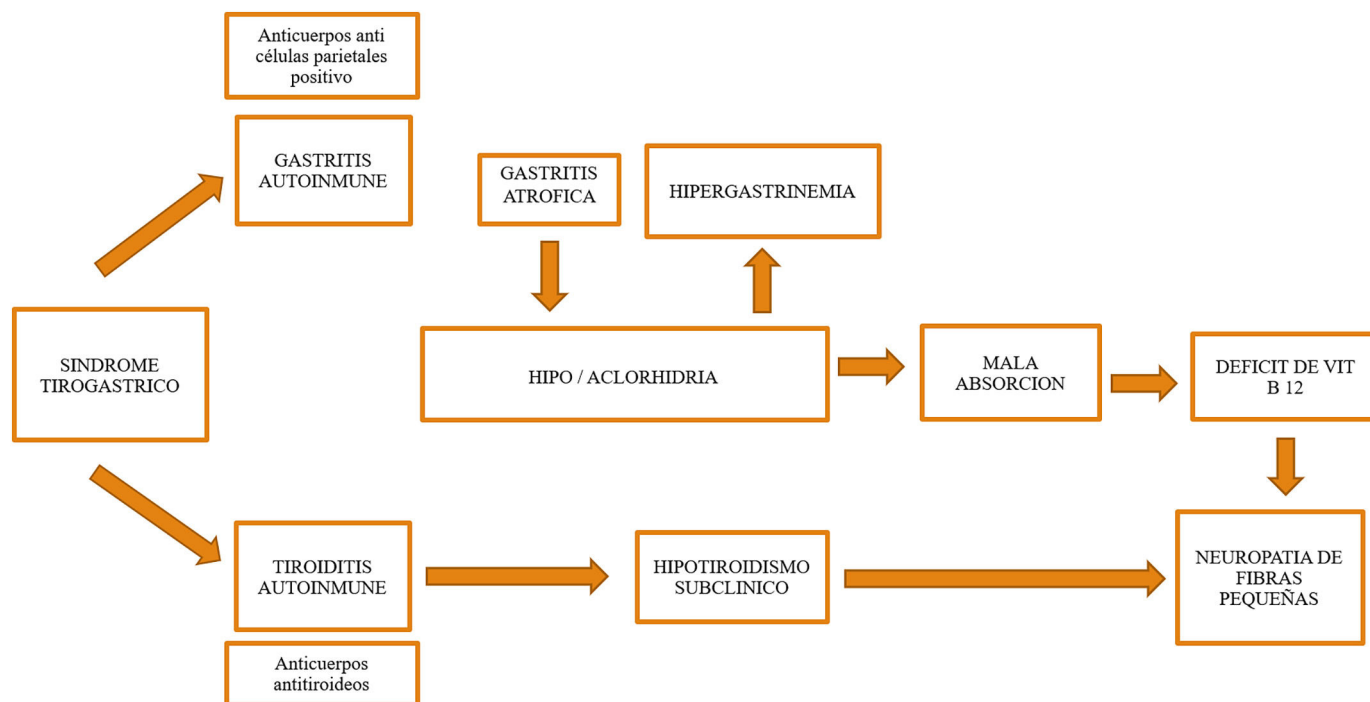 Anticuerpos anti
células parietales
positivo
GASTRITIS
AUTOINMUNE
GASTRITIS
ATROFICA
HIPERGASTRINEMIA
SINDROME
TIROGASTRICO
HIPO / ACLORHIDRIA
MALA
ABSORCION
DEFICIT DE VIT
B 12
TIROIDITIS
AUTOINMUNE
HIPOTIROIDISMO
SUBCLINICO
NEUROPATIA DE
FIBRAS
PEQUEÑAS
Anticuerpos
antitiroideos